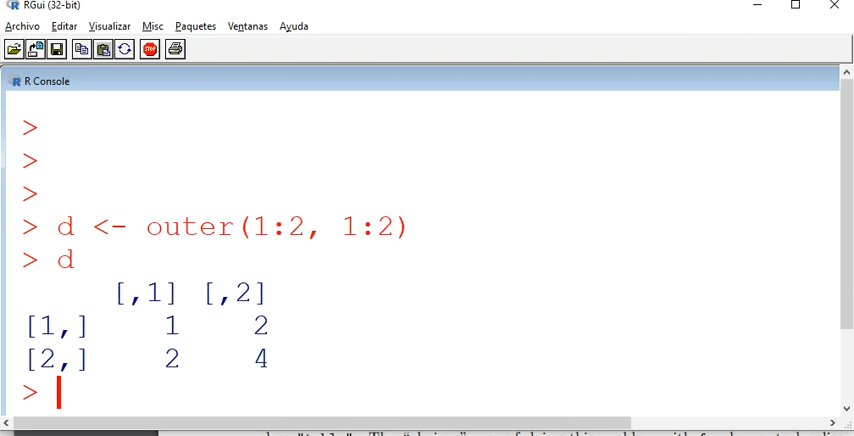 RGui (32-bit)
Archivo Editar Visualizar Misc Paquetes Ventanas Ayuda
STOP
R Console
>
>
>
> d <- outer(1:2, 1:2)
> d
[,1] [,2]
[1,] 1 2
[2,] 2 4
>